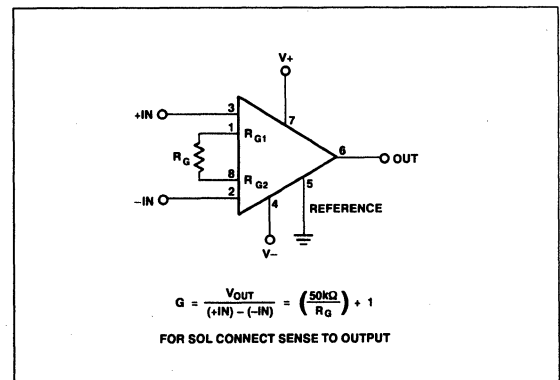 V+
+IN
3
7
1
RG1
RG
6
OUT
8
RG2
5
−IN
2
4
REFERENCE
V−
G = VOUT / (+IN) − (−IN) = (50kΩ / RG) + 1
FOR SOL CONNECT SENSE TO OUTPUT